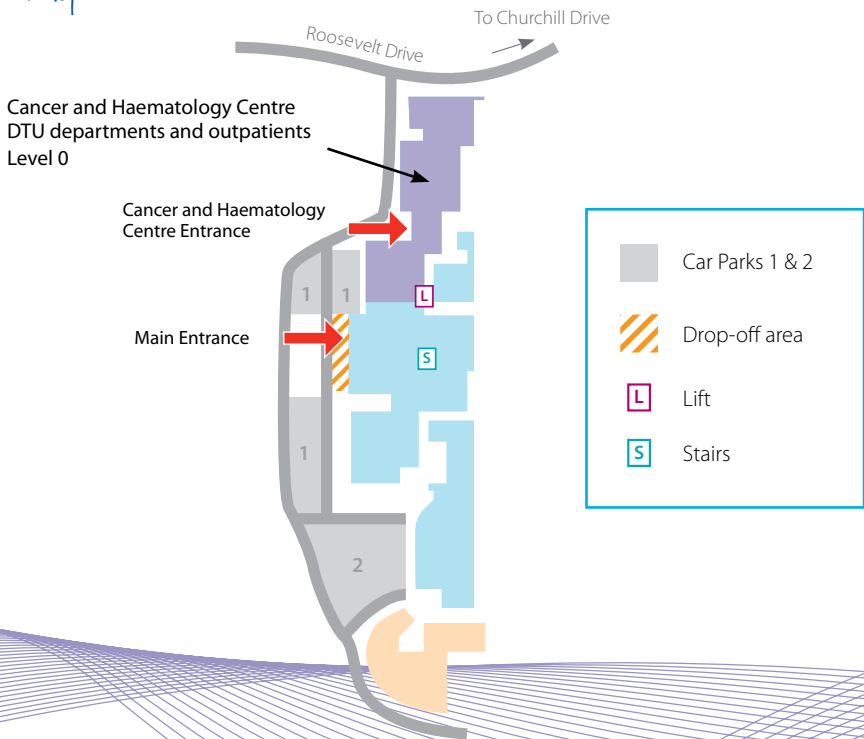 To Churchill Drive
Roosevelt Drive
Cancer and Haematology Centre
DTU departments and outpatients
Level 0
Cancer and Haematology
Centre Entrance
1
1
L
Main Entrance
S
1
2
Car Parks 1 & 2
Drop-off area
L
Lift
S
Stairs